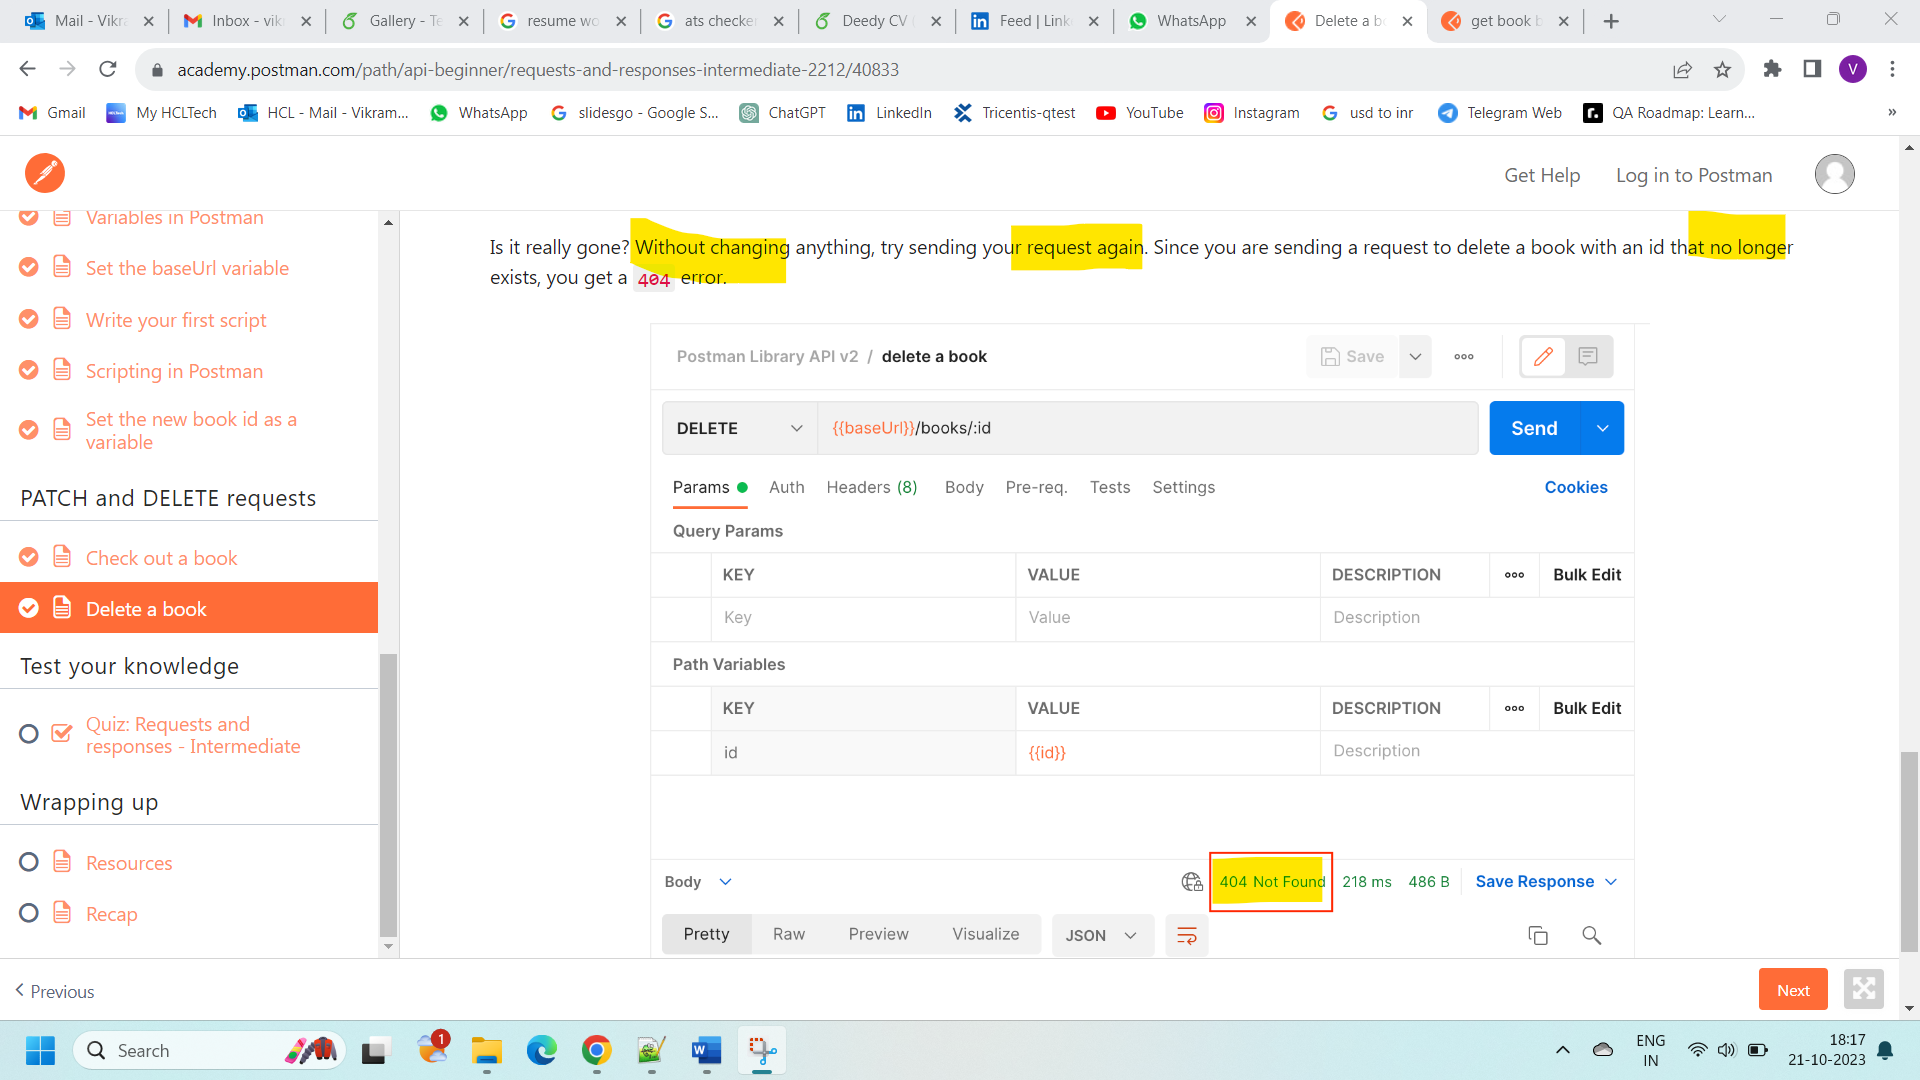 Mail - Vikra
Inbox - vik
Gallery - Te
resume wo
ats checke
Deedy CV (
Feed | Link
WhatsApp
Delete a bo
get book b
academy.postman.com/path/api-beginner/requests-and-responses-intermediate-2212/40833
V
Gmail
My HCLTech
HCL - Mail - Vikram...
WhatsApp
slidesgo - Google S...
ChatGPT
LinkedIn
Tricentis-qtest
YouTube
Instagram
usd to inr
Telegram Web
QA Roadmap: Learn...
»
Get Help
Log in to Postman
Variables in Postman
Set the baseUrl variable
Write your first script
Scripting in Postman
Set the new book id as a
variable
PATCH and DELETE requests
Check out a book
Delete a book
Test your knowledge
Quiz: Requests and
responses - Intermediate
Wrapping up
Resources
Recap
Is it really gone? Without changing anything, try sending your request again. Since you are sending a request to delete a book with an id that no longer
exists, you get a 404 error.
Postman Library API v2 / delete a book
Save
DELETE
{{baseUrl}}/books/:id
Send
Params
Auth
Headers (8)
Body
Pre-req.
Tests
Settings
Cookies
Query Params
KEY VALUE DESCRIPTION Bulk Edit
Key Value Description
Path Variables
KEY VALUE DESCRIPTION Bulk Edit
id {{id}} Description
Body
404 Not Found 218 ms 486 B Save Response
Pretty Raw Preview Visualize JSON
Previous
Next
Search
1
ENG
IN
18:17
21-10-2023